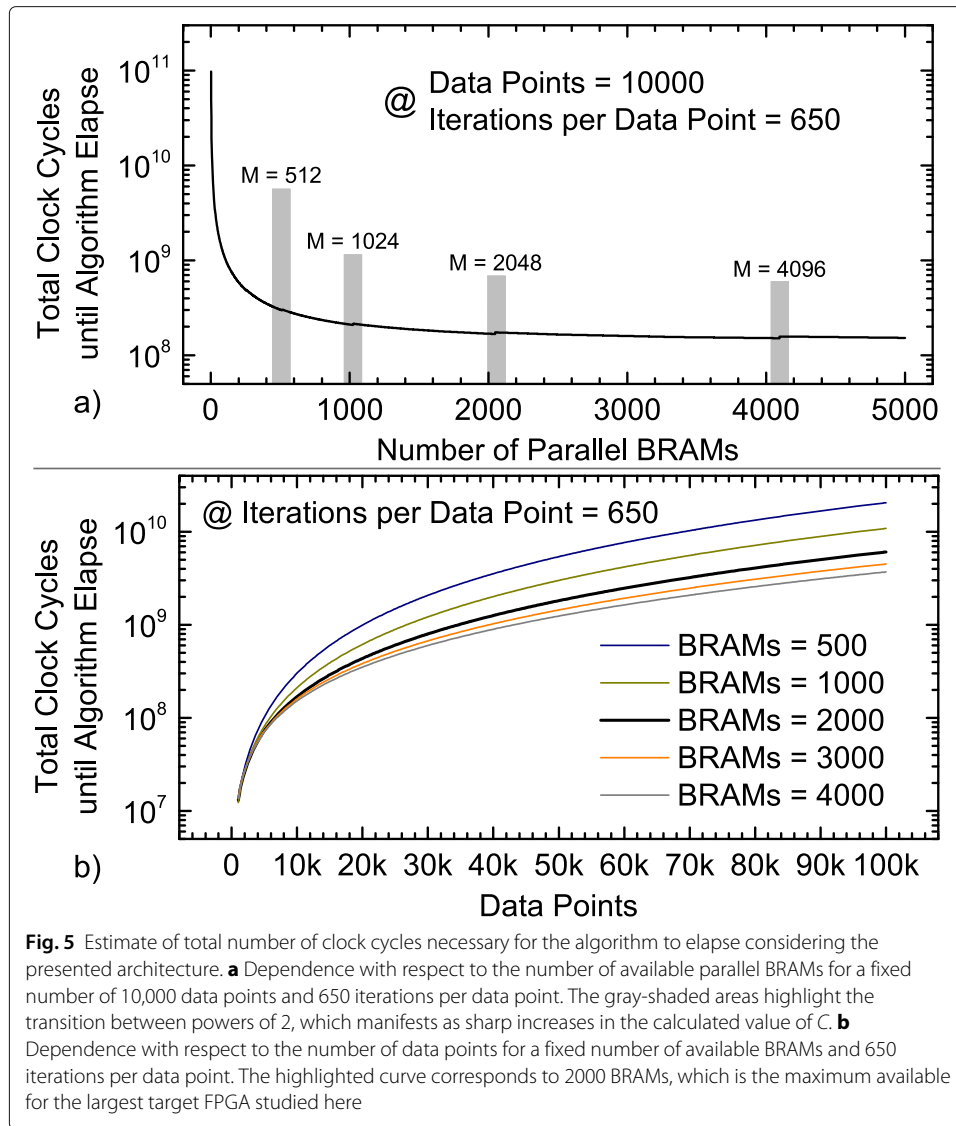 10^11
10^10
10^9
10^8
Total Clock Cycles
until Algorithm Elapse
@ Data Points = 10000
Iterations per Data Point = 650
M = 512
M = 1024
M = 2048
M = 4096
a)
0 1000 2000 3000 4000 5000
Number of Parallel BRAMs
@ Iterations per Data Point = 650
10^10
10^9
10^8
10^7
Total Clock Cycles
until Algorithm Elapse
BRAMs = 500
BRAMs = 1000
BRAMs = 2000
BRAMs = 3000
BRAMs = 4000
b)
0 10k 20k 30k 40k 50k 60k 70k 80k 90k 100k
Data Points
Fig. 5 Estimate of total number of clock cycles necessary for the algorithm to elapse considering the
presented architecture. a Dependence with respect to the number of available parallel BRAMs for a fixed
number of 10,000 data points and 650 iterations per data point. The gray-shaded areas highlight the
transition between powers of 2, which manifests as sharp increases in the calculated value of C. b
Dependence with respect to the number of data points for a fixed number of available BRAMs and 650
iterations per data point. The highlighted curve corresponds to 2000 BRAMs, which is the maximum available
for the largest target FPGA studied here